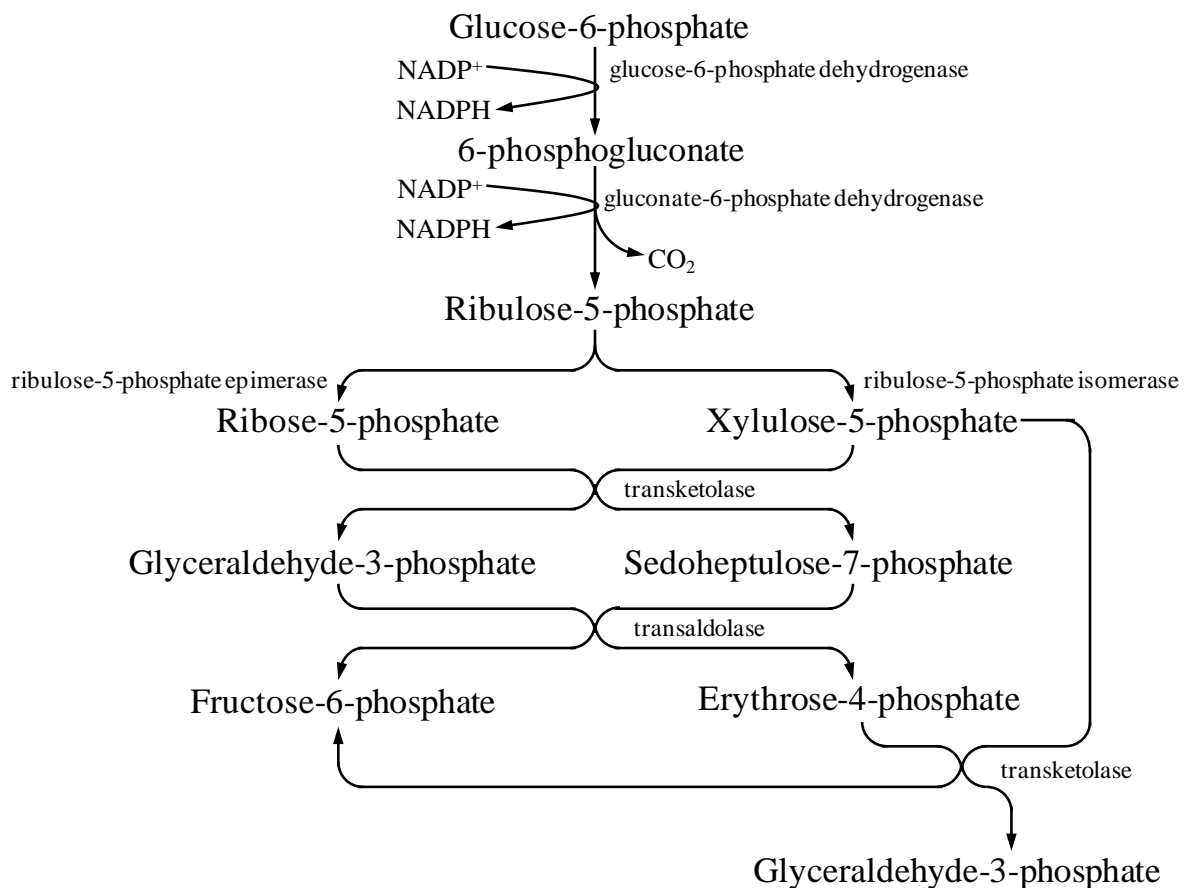 Glucose-6-phosphate
NADP⁺
glucose-6-phosphate dehydrogenase
NADPH
6-phosphogluconate
NADP⁺
gluconate-6-phosphate dehydrogenase
NADPH
CO₂
Ribulose-5-phosphate
ribulose-5-phosphate epimerase
ribulose-5-phosphate isomerase
Ribose-5-phosphate
Xylulose-5-phosphate
transketolase
Glyceraldehyde-3-phosphate
Sedoheptulose-7-phosphate
transaldolase
Fructose-6-phosphate
Erythrose-4-phosphate
transketolase
Glyceraldehyde-3-phosphate